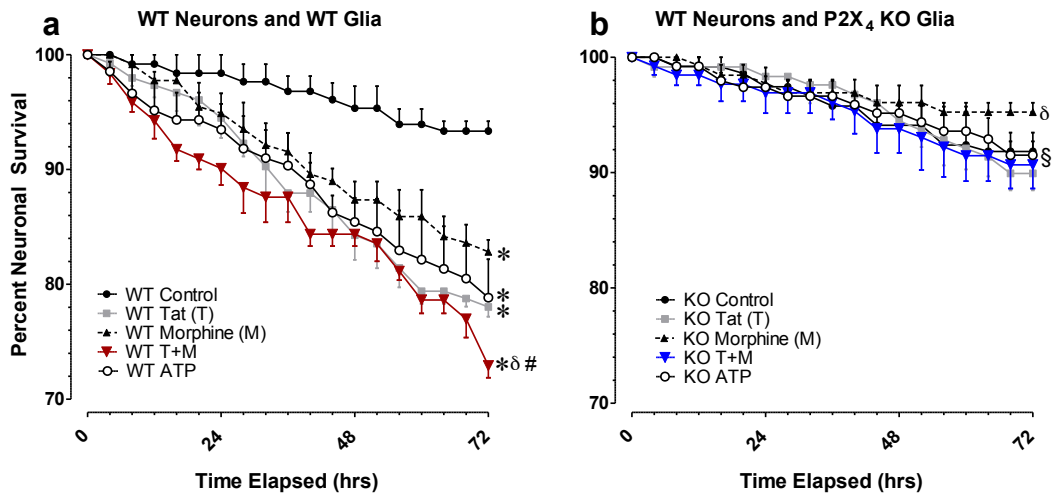 a WT Neurons and WT Glia
Percent Neuronal Survival
100
90
80
70
WT Control
WT Tat (T)
WT Morphine (M)
WT T+M
WT ATP
*
*
*
*δ #
0 24 48 72
Time Elapsed (hrs)
b WT Neurons and P2X4 KO Glia
100
90
80
70
δ
§
KO Control
KO Tat (T)
KO Morphine (M)
KO T+M
KO ATP
0 24 48 72
Time Elapsed (hrs)